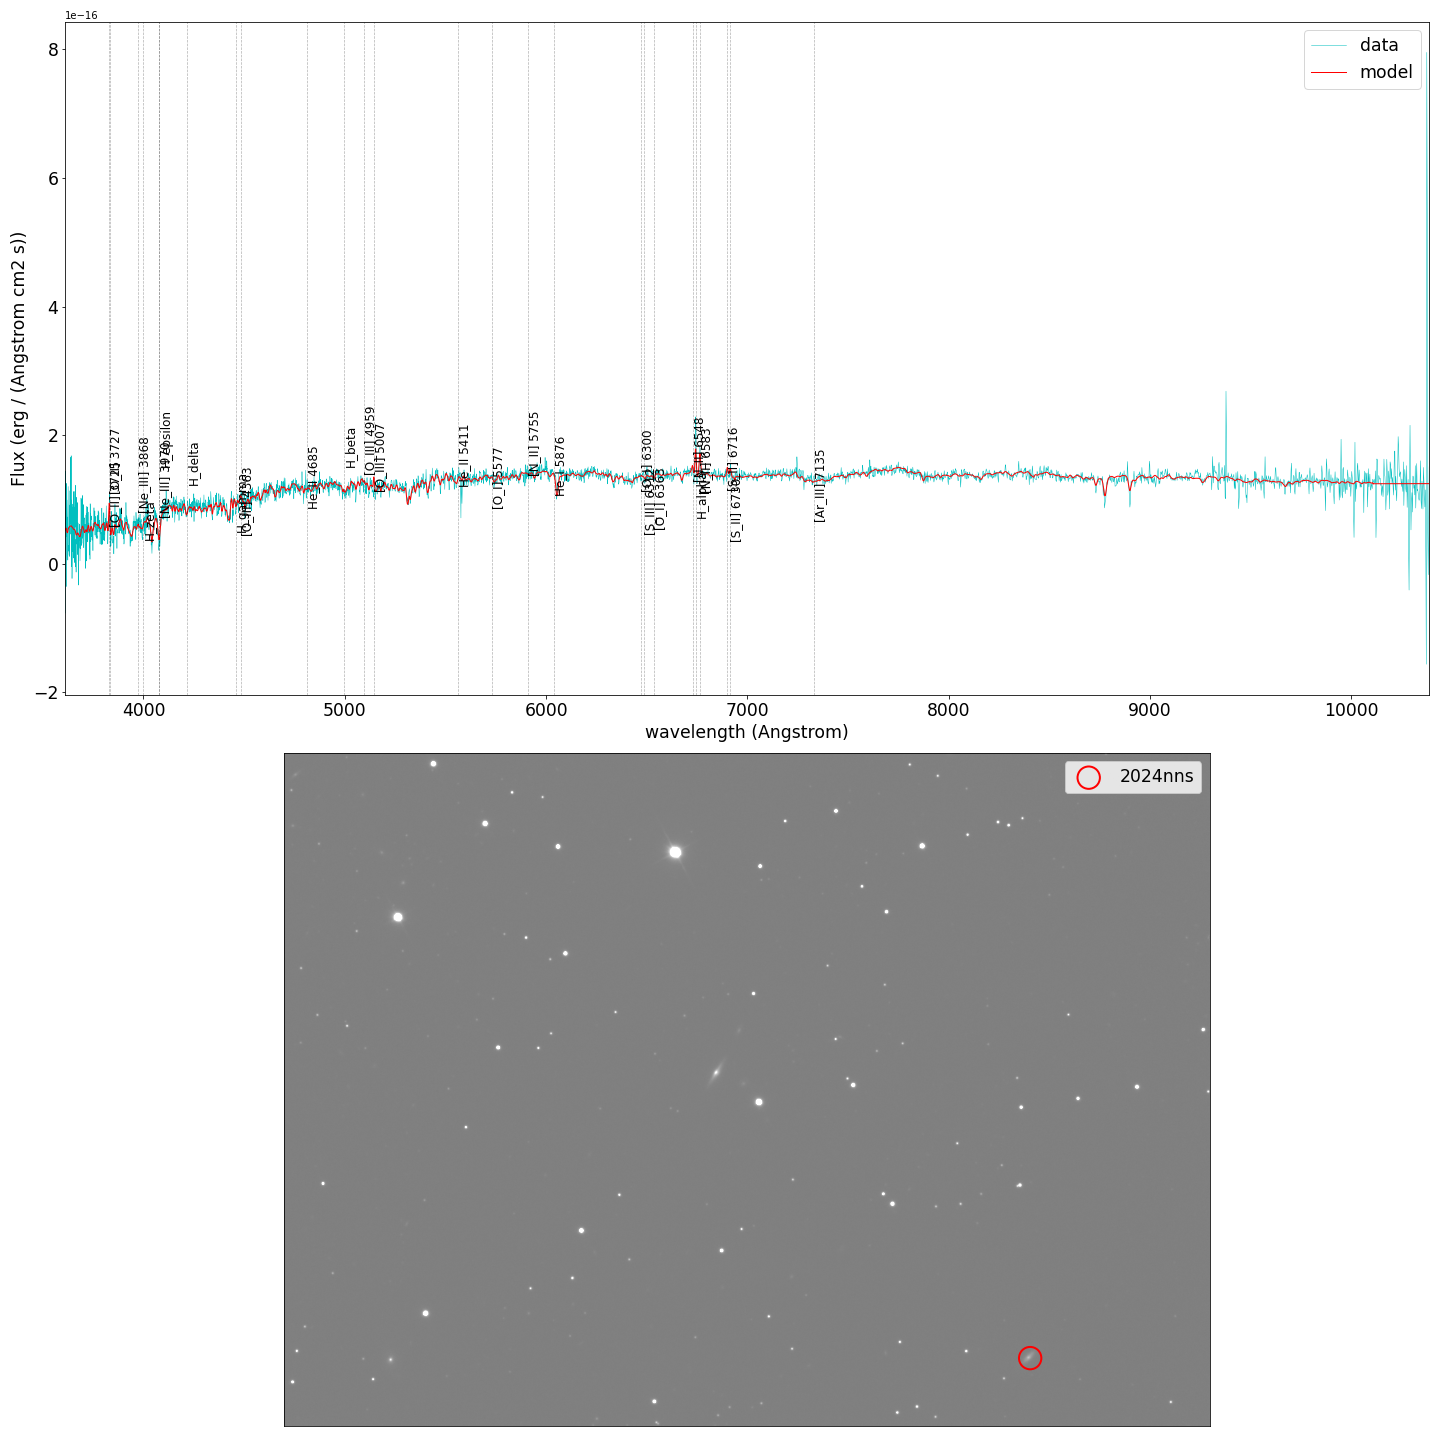 1e−16
data
model
Flux (erg / (Angstrom cm2 s))
8
6
4
2
0
−2
[Ne_III] 3868
H_zeta
H_epsilon
H_delta
He_II 4685
H_beta
[O_III] 4959
[O_III] 5007
He_II 5411
[O_I] 5577
[N_II] 5755
He_I 5876
[O_I] 6300
[S_III] 6312
[O_I] 6363
[N_II] 6548
[N_II] 6583
[S_II] 6716
[S_II] 6730
[Ar_III] 7135
4000
5000
6000
7000
8000
9000
10000
wavelength (Angstrom)
2024nns